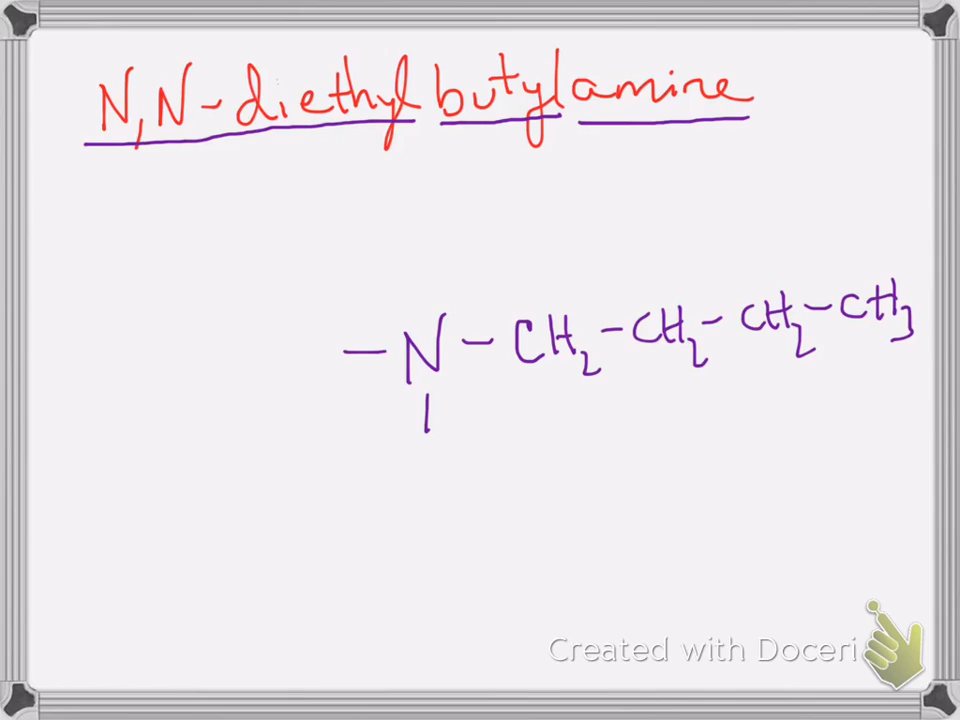 N,N-diethyl butylamine
- N - CH2 - CH2 - CH2 - CH3
Created with Doceri